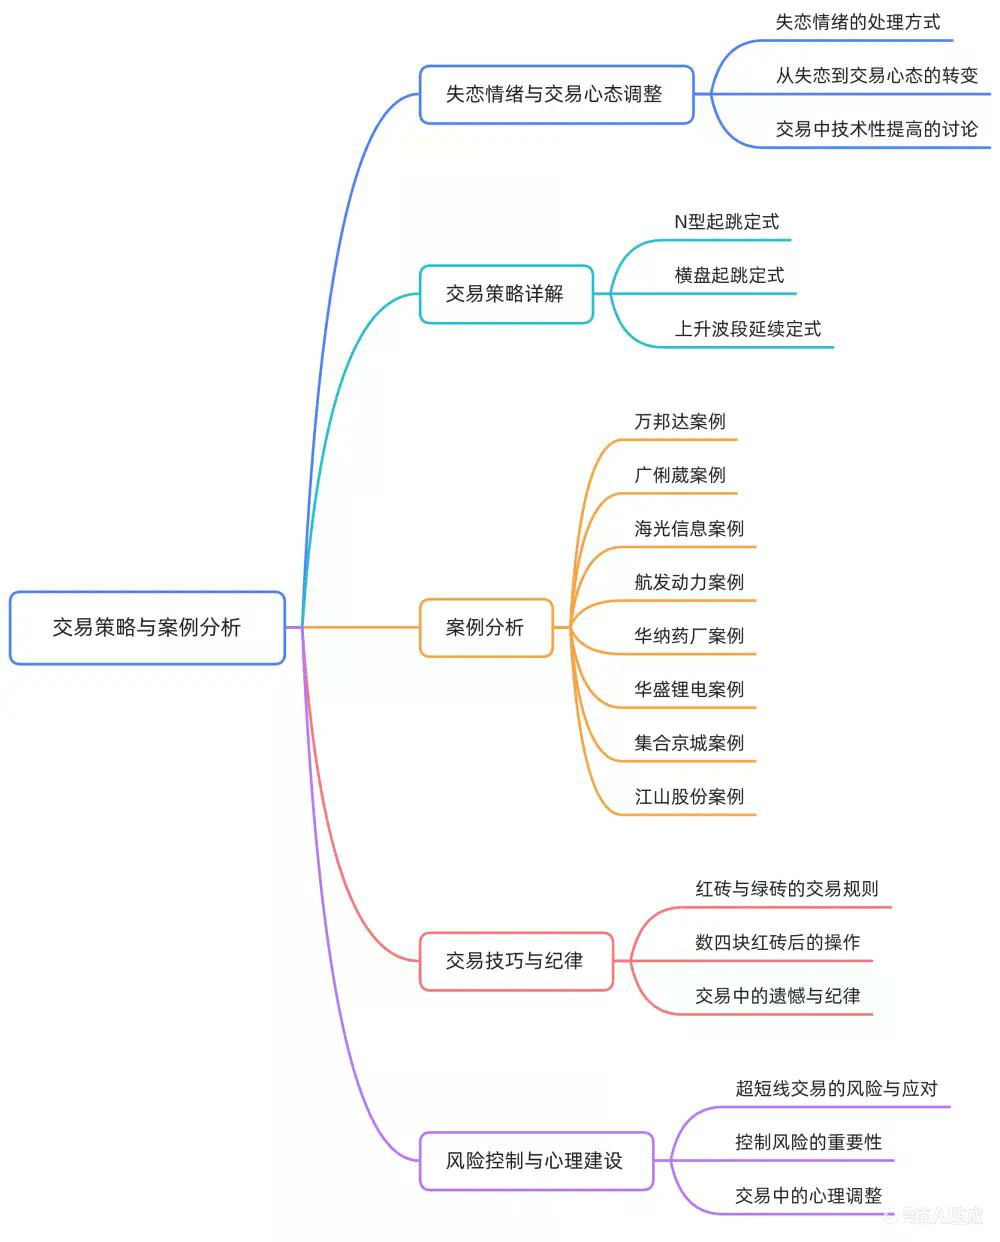 交易策略与案例分析
失恋情绪与交易心态调整
失恋情绪的处理方式
从失恋到交易心态的转变
交易中技术性提高的讨论
交易策略详解
N型起跳定式
横盘起跳定式
上升波段延续定式
案例分析
万邦达案例
广俐葳案例
海光信息案例
航发动力案例
华纳药厂案例
华盛锂电案例
集合京城案例
江山股份案例
交易技巧与纪律
红砖与绿砖的交易规则
数四块红砖后的操作
交易中的遗憾与纪律
风险控制与心理建设
超短线交易的风险与应对
控制风险的重要性
交易中的心理调整
夸克AI生成